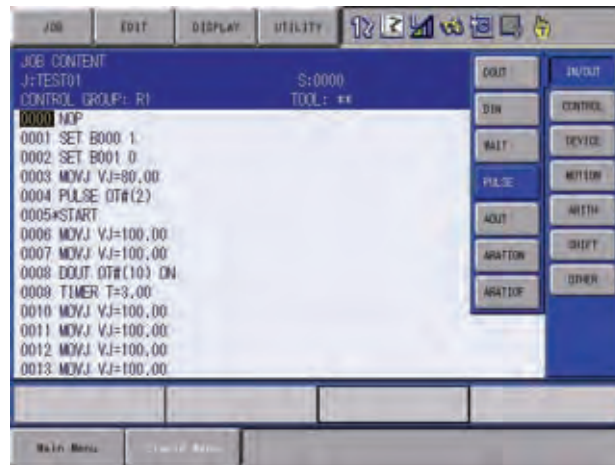 JOB EDIT DISPLAY UTILITY
JOB CONTENT
J:TEST01 S:0000
CONTROL GROUP: R1 TOOL: **
0000 NOP
0001 SET B000 1
0002 SET B001 0
0003 MOVJ VJ=80.00
0004 PULSE OT#(2)
0005*START
0006 MOVJ VJ=100.00
0007 MOVJ VJ=100.00
0008 DOUT OT#(10) ON
0009 TIMER T=3.00
0010 MOVJ VJ=100.00
0011 MOVJ VJ=100.00
0012 MOVJ VJ=100.00
0013 MOVJ VJ=100.00
DOUT
DIN
WAIT
PULSE
AOUT
ARATION
ARATIOF
IN/OUT
CONTROL
DEVICE
MOTION
ARITH
SHIFT
OTHER
Main Menu Simple Menu